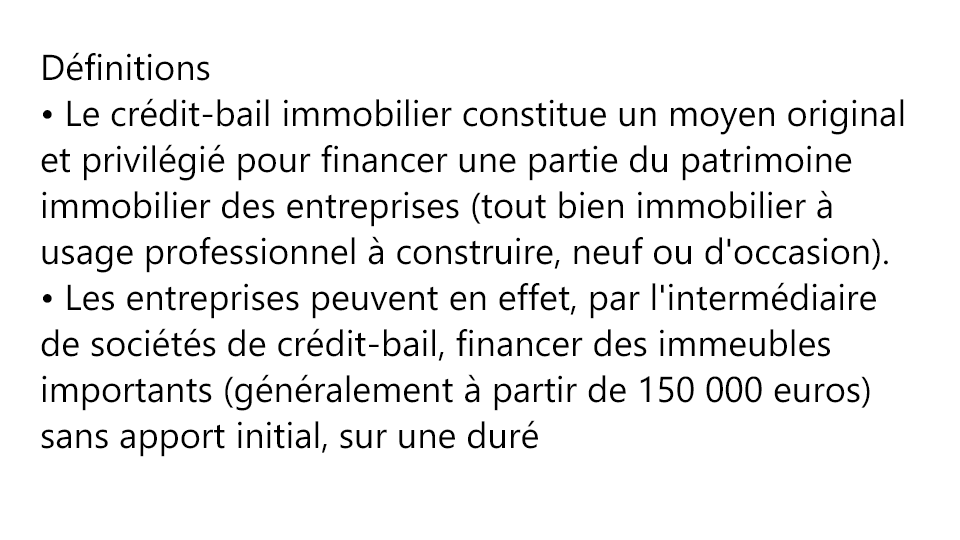 Définitions
• Le crédit-bail immobilier constitue un moyen original
et privilégié pour financer une partie du patrimoine
immobilier des entreprises (tout bien immobilier à
usage professionnel à construire, neuf ou d'occasion).
• Les entreprises peuvent en effet, par l'intermédiaire
de sociétés de crédit-bail, financer des immeubles
importants (généralement à partir de 150 000 euros)
sans apport initial, sur une duré